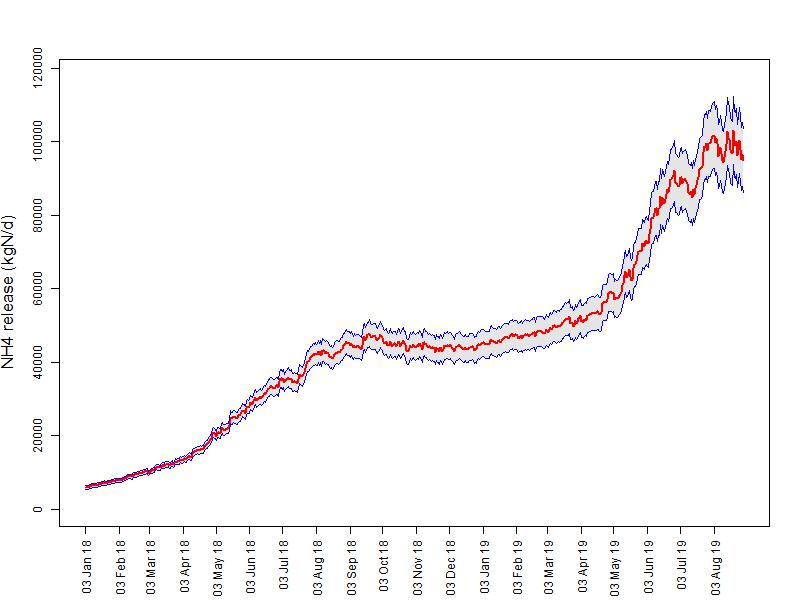 NH4 release (kgN/d)
120000
100000
80000
60000
40000
20000
0
03 Jan 18
03 Feb 18
03 Mar 18
03 Apr 18
03 May 18
03 Jun 18
03 Jul 18
03 Aug 18
03 Sep 18
03 Oct 18
03 Nov 18
03 Dec 18
03 Jan 19
03 Feb 19
03 Mar 19
03 Apr 19
03 May 19
03 Jun 19
03 Jul 19
03 Aug 19